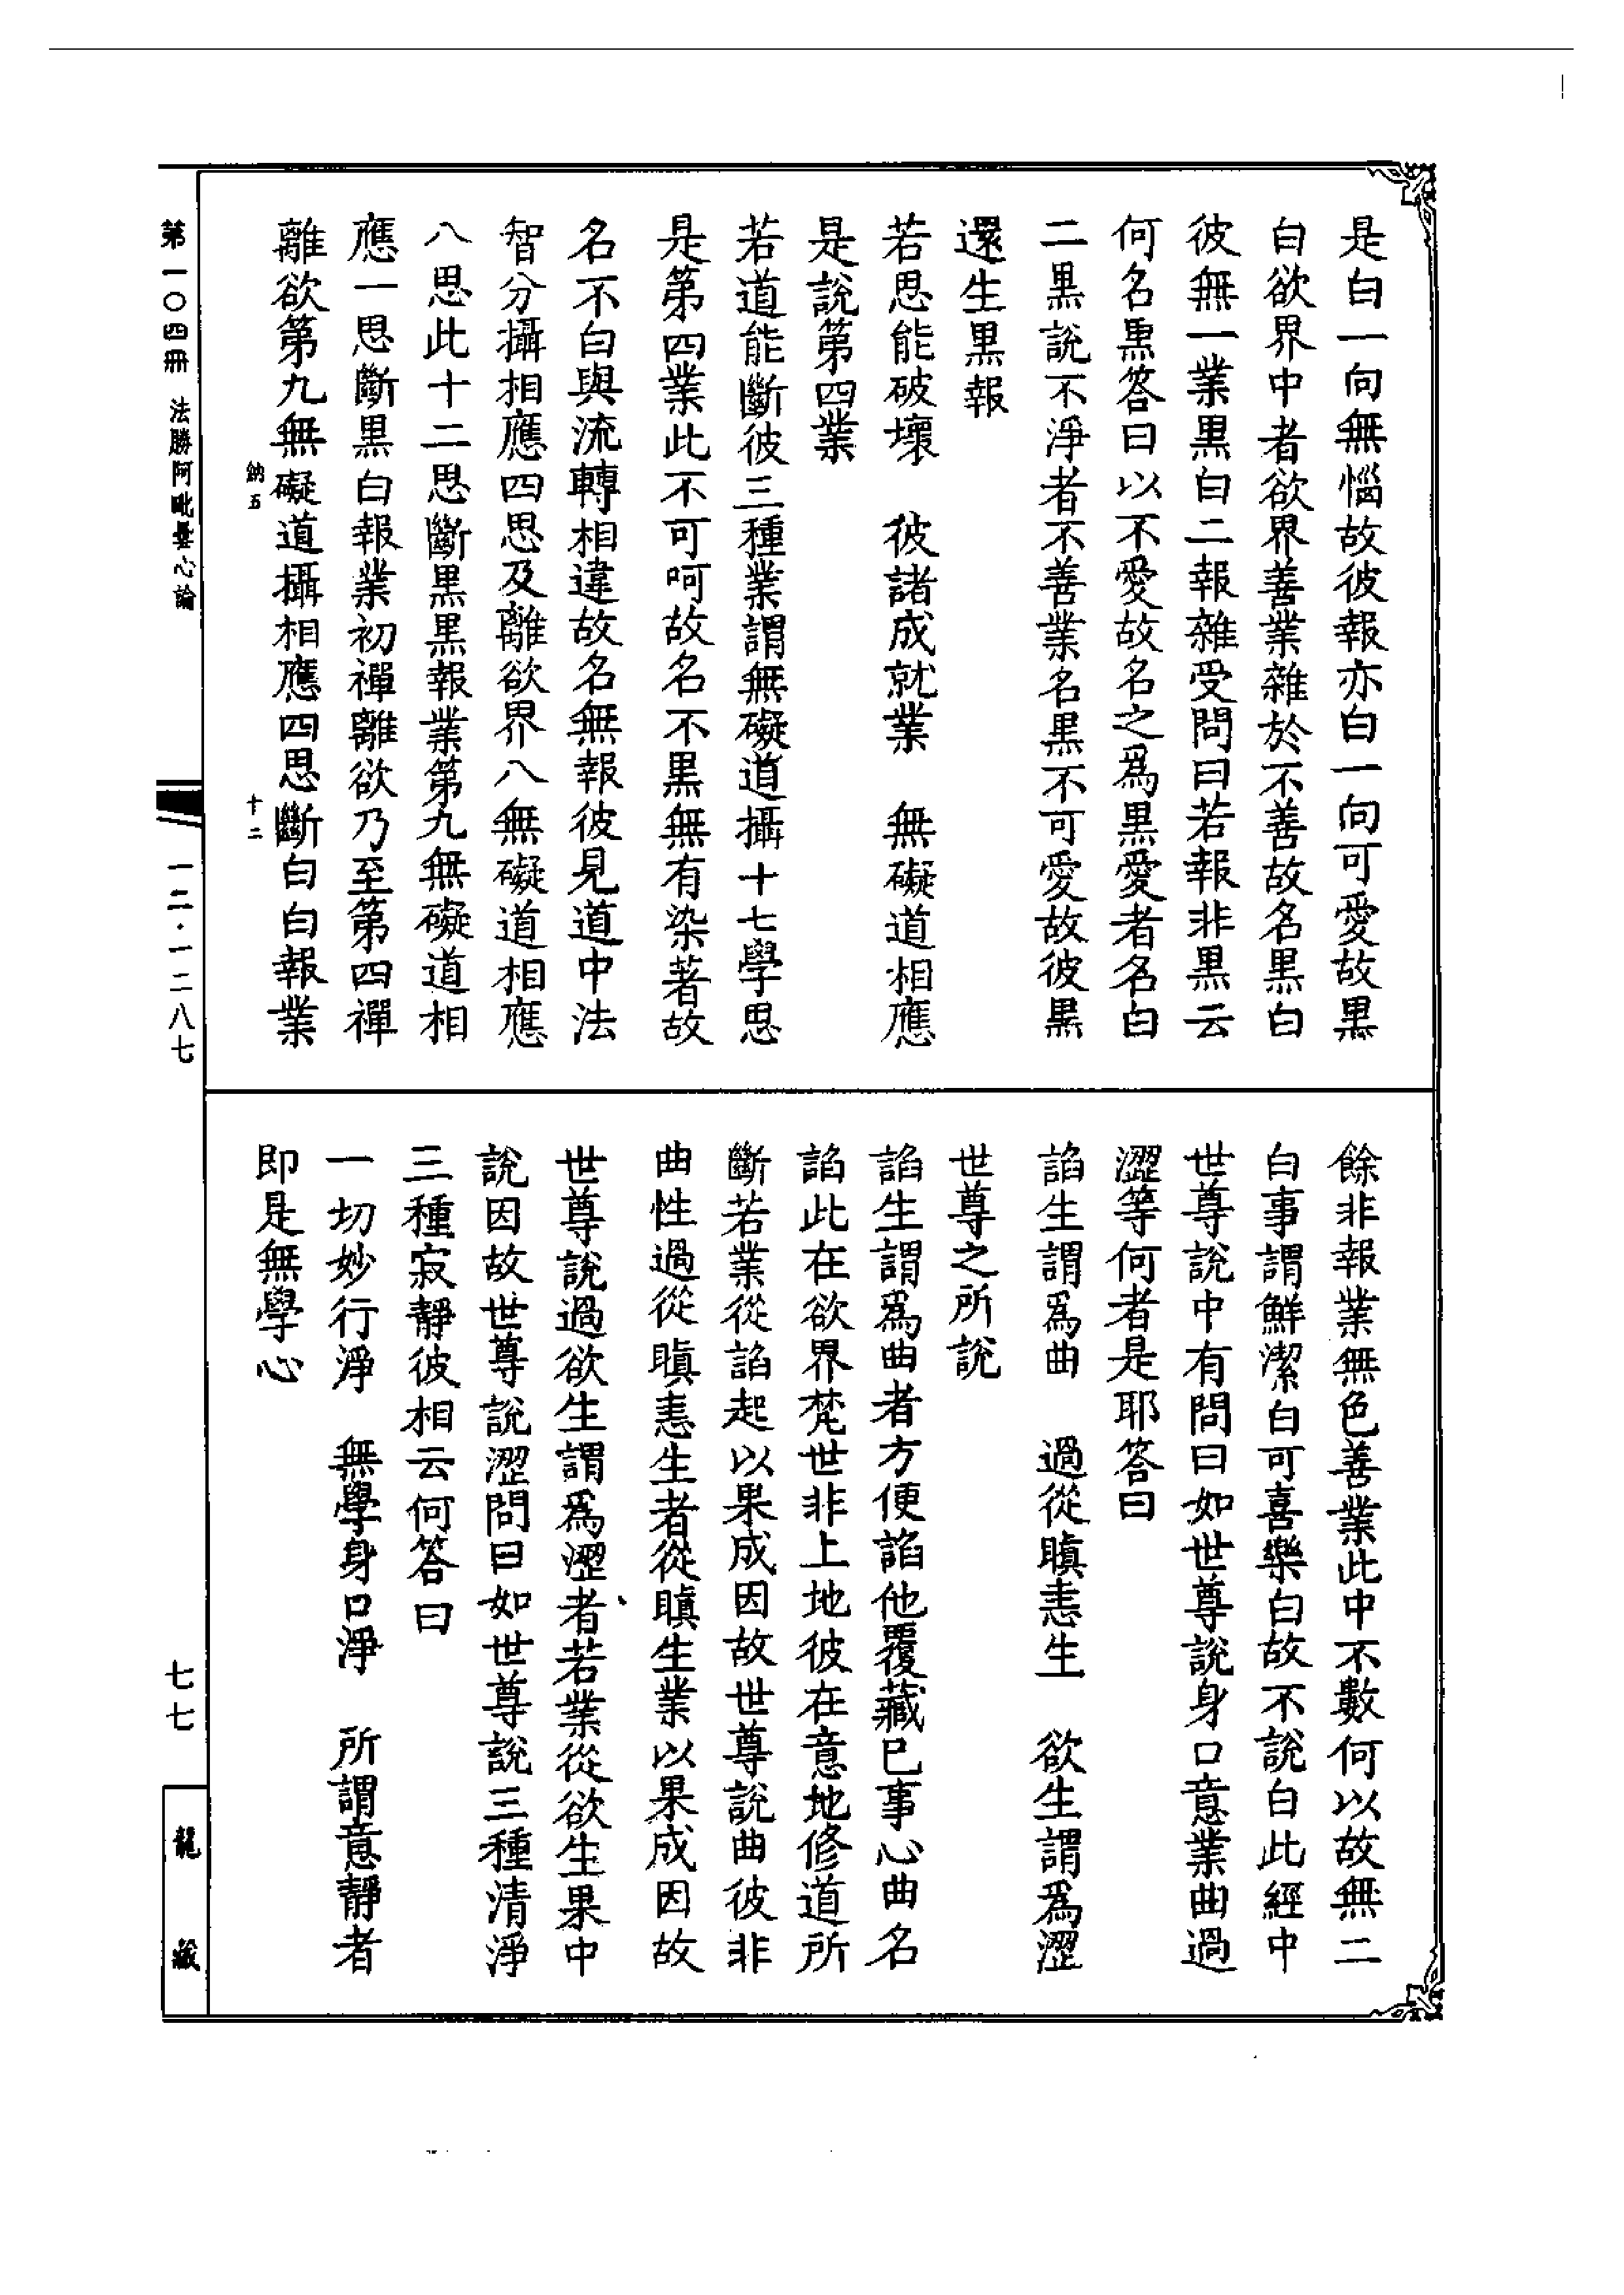 是白一向無惱故彼報亦白一向可愛故黑
白欲界中者欲界善業雜於不善故名黑白
彼無一業黑白二報雜受問曰若報非黑云
何名黑答曰以不愛故名之為黑愛者名白
二黑說不淨者不善業名黑不可愛故彼黑
還生黑報
若思能破壞　彼諸成就業　無礙道相應
是說第四業
若道能斷彼三種業謂無礙道攝十七學思
是第四業此不可呵故名不黑無有染著故
名不白與流轉相違故名無報彼見道中法
智分攝相應四思及離欲界八無礙道相應
八思此十二思斷黑黑報業第九無礙道相
應一思斷黑白報業初禪離欲乃至第四禪
離欲第九無礙道攝相應四思斷白白報業
納五
十二
餘非報業無色善業此中不數何以故無二
白事謂鮮潔白可喜樂白故不說白此經中
世尊說中有問曰如世尊說身口意業曲過
澀等何者是耶答曰
諂生謂為曲　過從瞋恚生　欲生謂為澀
世尊之所說
諂生謂為曲者方便諂他覆藏已事心曲名
諂此在欲界梵世非上地彼在意地修道所
斷若業從諂起以果成因故世尊說曲彼非
曲性過從瞋恚生者從瞋生業以果成因故
世尊說過欲生謂為澀者若業從欲生果中
說因故世尊說澀問曰如世尊說三種清淨
三種寂靜彼相云何答曰
一切妙行淨　無學身口淨　所謂意靜者
即是無學心
第一〇四冊　法勝阿毗曇心論
一二·一二八七
七七
龍藏